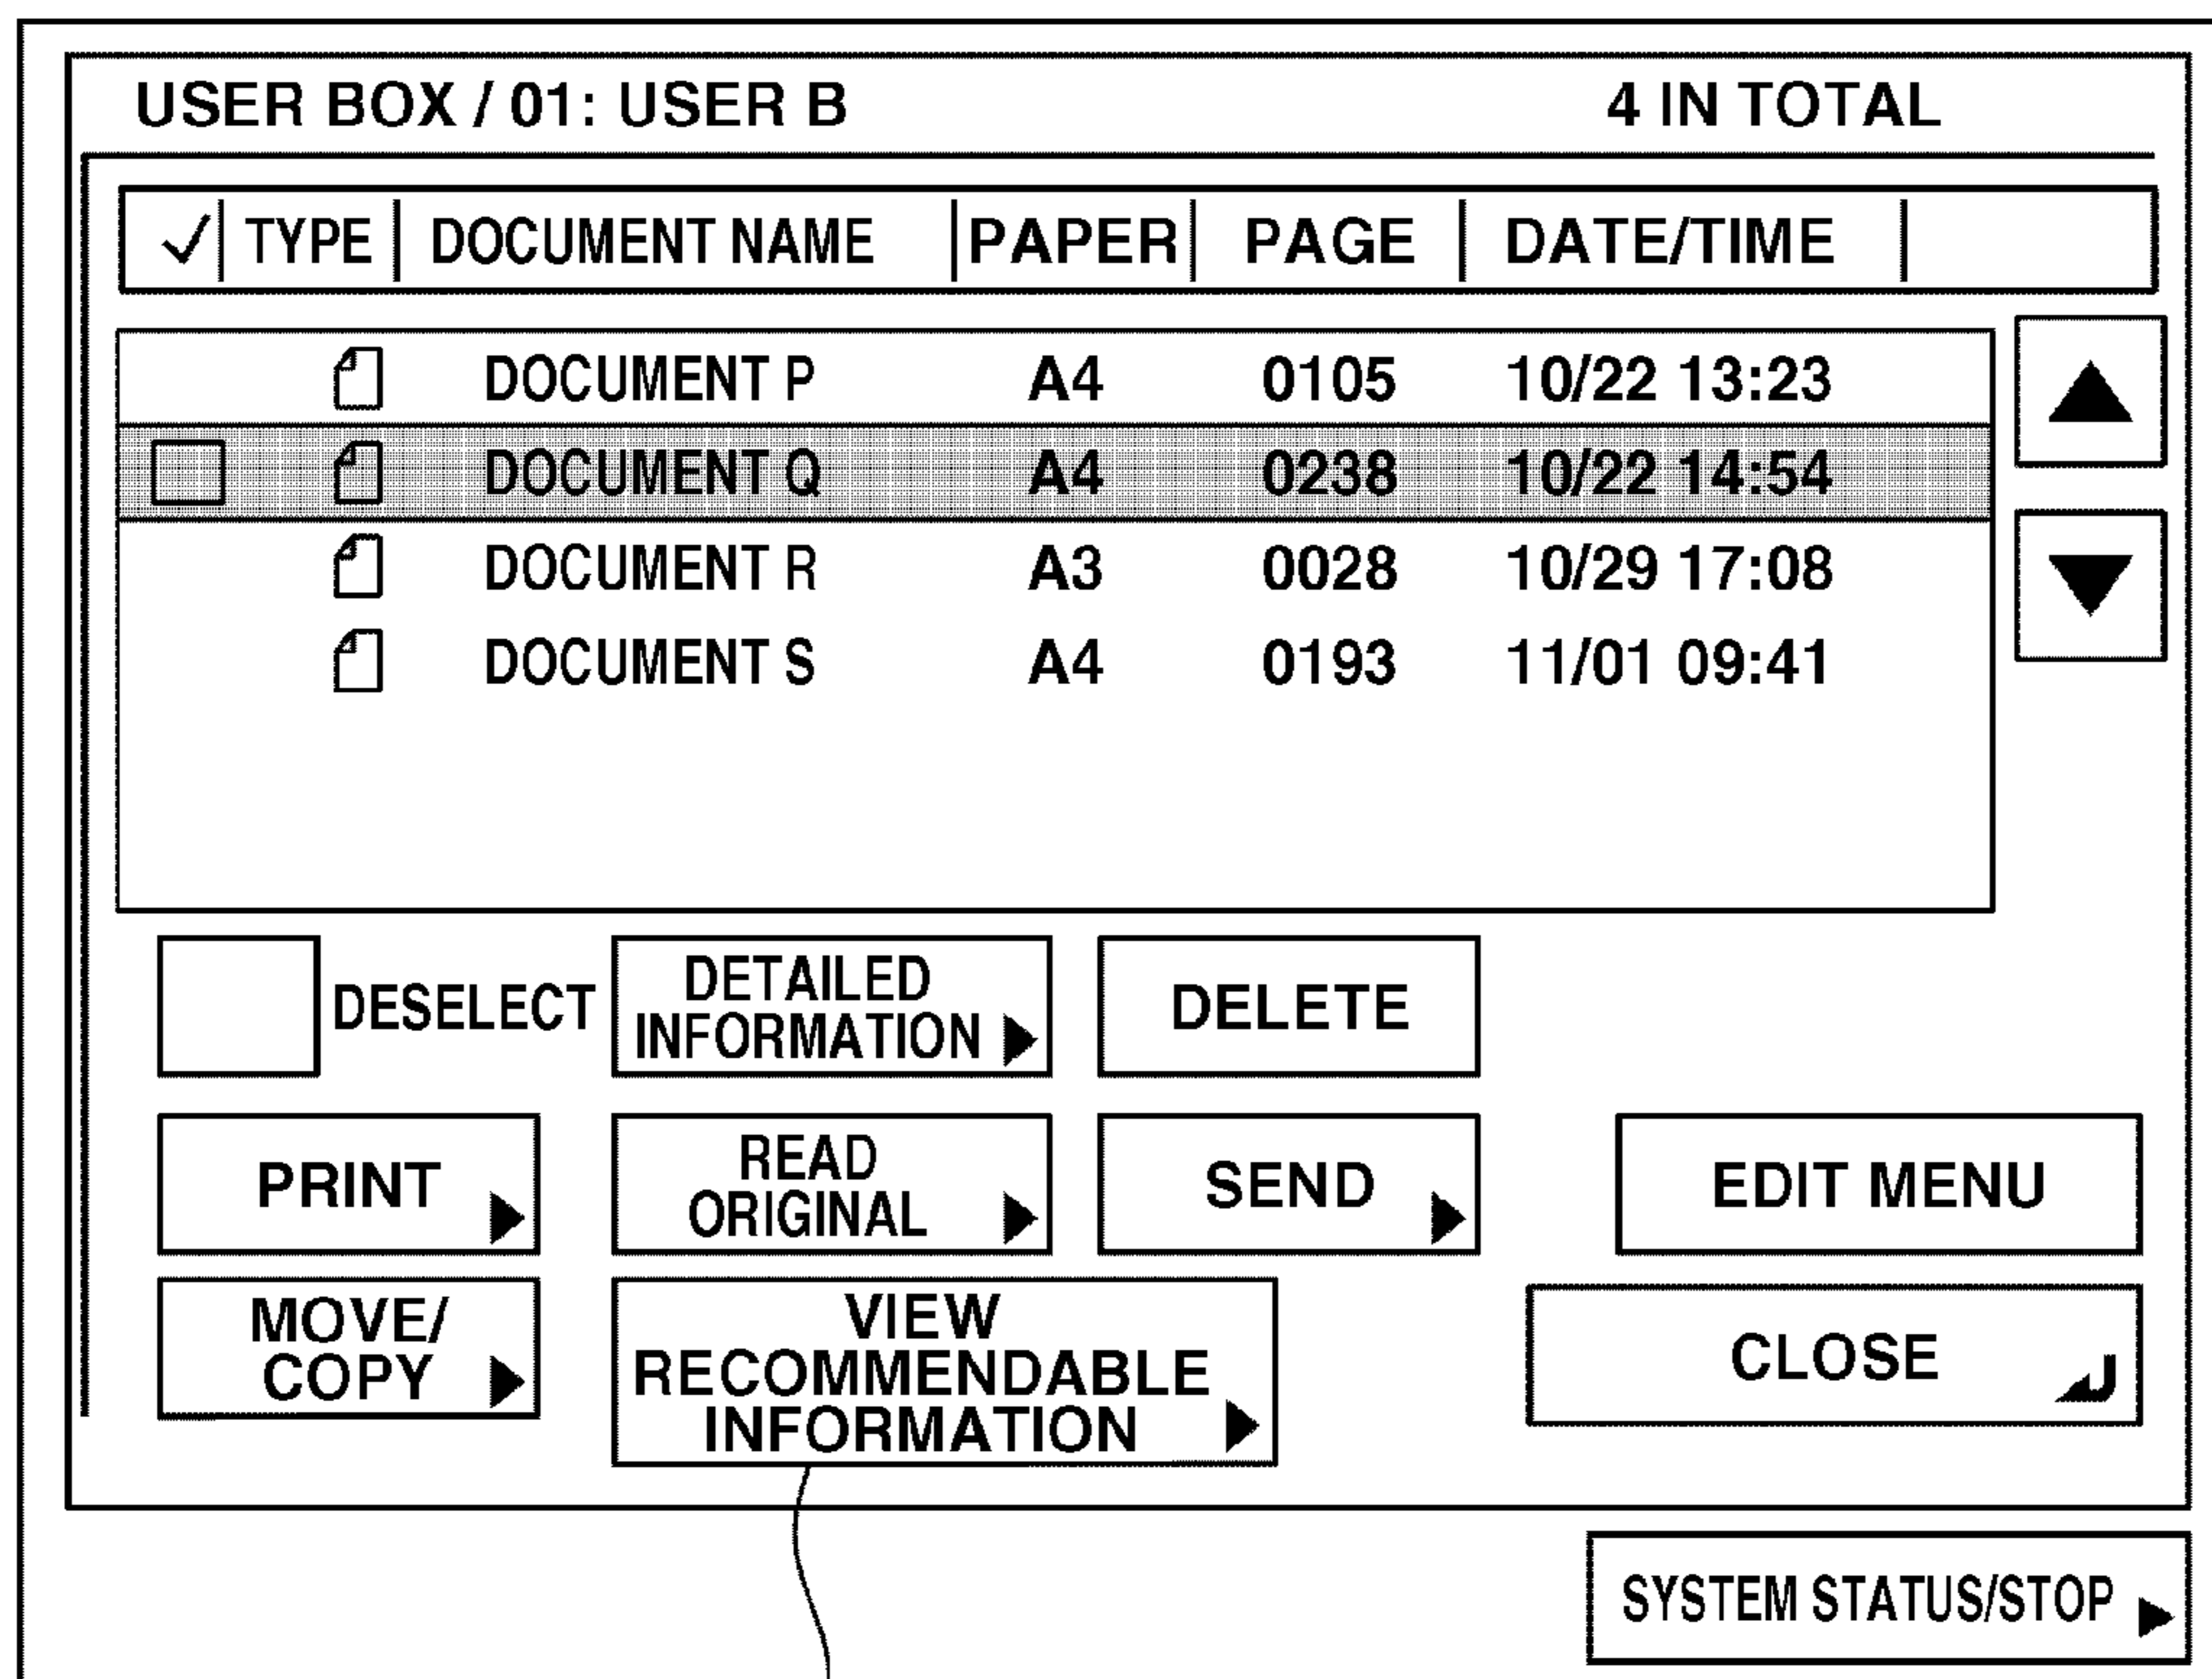 USER BOX / 01: USER B 4 IN TOTAL
✓ TYPE DOCUMENT NAME PAPER PAGE DATE/TIME
DOCUMENT P A4 0105 10/22 13:23
DOCUMENT Q A4 0238 10/22 14:54
DOCUMENT R A3 0028 10/29 17:08
DOCUMENT S A4 0193 11/01 09:41
DESELECT
DETAILED
INFORMATION
DELETE
PRINT
READ
ORIGINAL
SEND
EDIT MENU
MOVE/
COPY
VIEW
RECOMMENDABLE
INFORMATION
CLOSE
SYSTEM STATUS/STOP